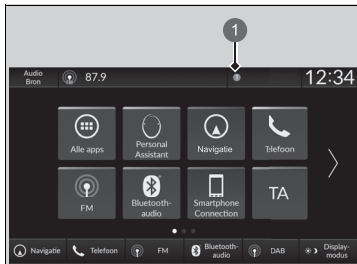 1
Audio
Bron
87.9
12:34
Alle apps
Personal
Assistant
Navigatie
Telefoon
FM
Bluetooth-
audio
Smartphone
Connection
TA
Navigatie
Telefoon
FM
Bluetooth-
audio
DAB
Display-
modus